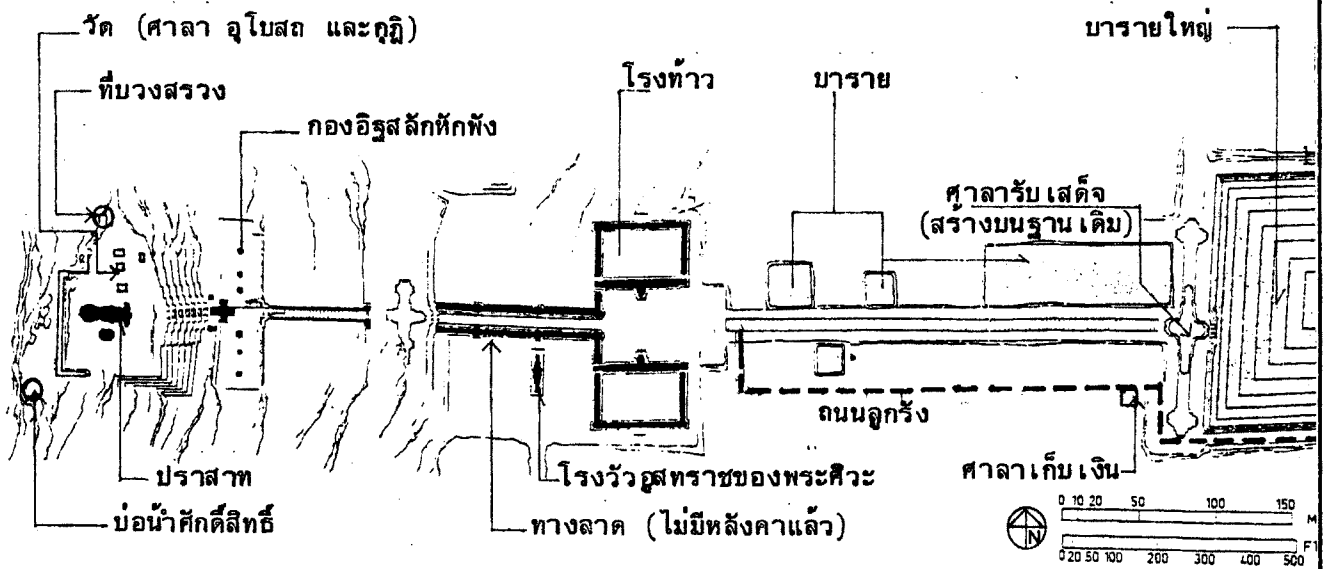 วัด (ศาลา อุโบสถ และกุฏิ)
บารายใหญ่
ที่บวงสรวง
โรงท้าว
บาราย
กองอิฐสลักหักพัง
ศาลารับเสด็จ
(สร้างบนฐานเดิม)
ถนนลูกรัง
ปราสาท
โรงวัวอุสทราชของพระศิวะ
ศาลาเก็บเงิน
บ่อน้ำศักดิ์สิทธิ์
ทางลาด (ไม่มีหลังคาแล้ว)
N
0 10 20 50 100 150 M
0 20 50 100 200 300 400 500 FT